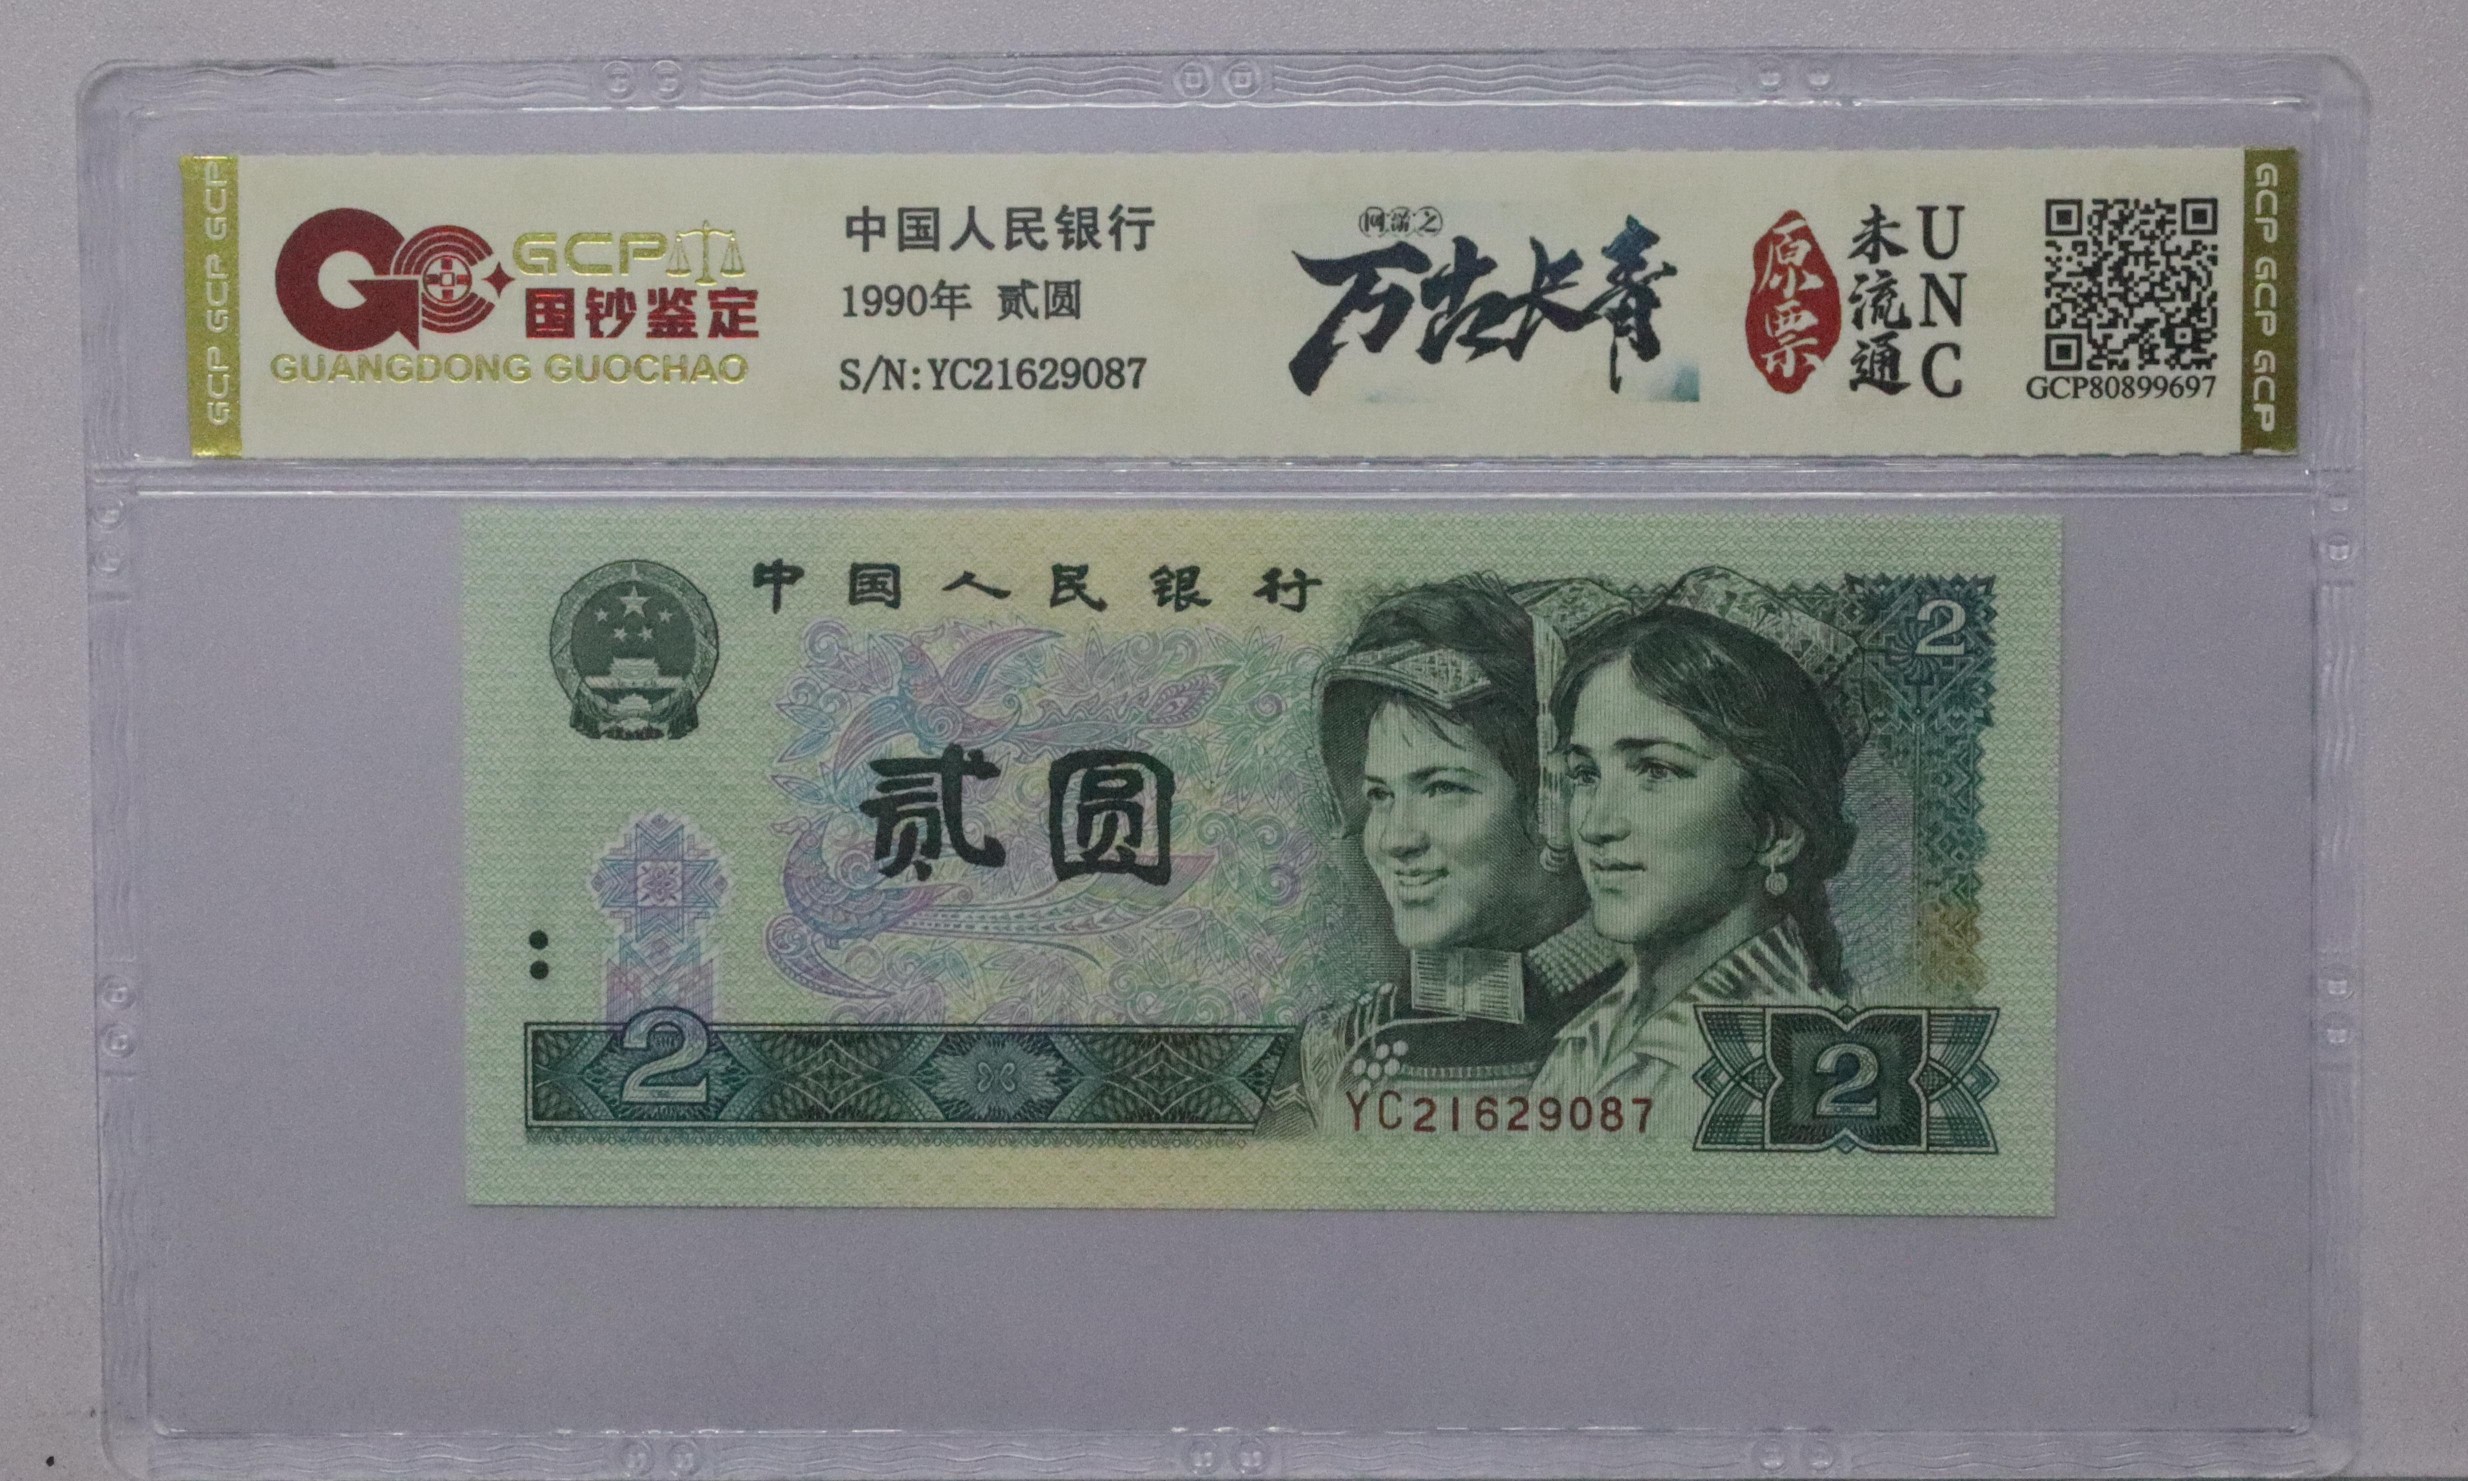 GCP GCP GCP
GCP
国钞鉴定
GUANGDONG GUOCHAO
中国人民银行
1990年 贰圆
S/N:YC21629087
万古长青
原票
未流通
UNC
GCP80899697
GCP GCP GCP
中国人民银行
2
贰圆
2
2
YC21629087